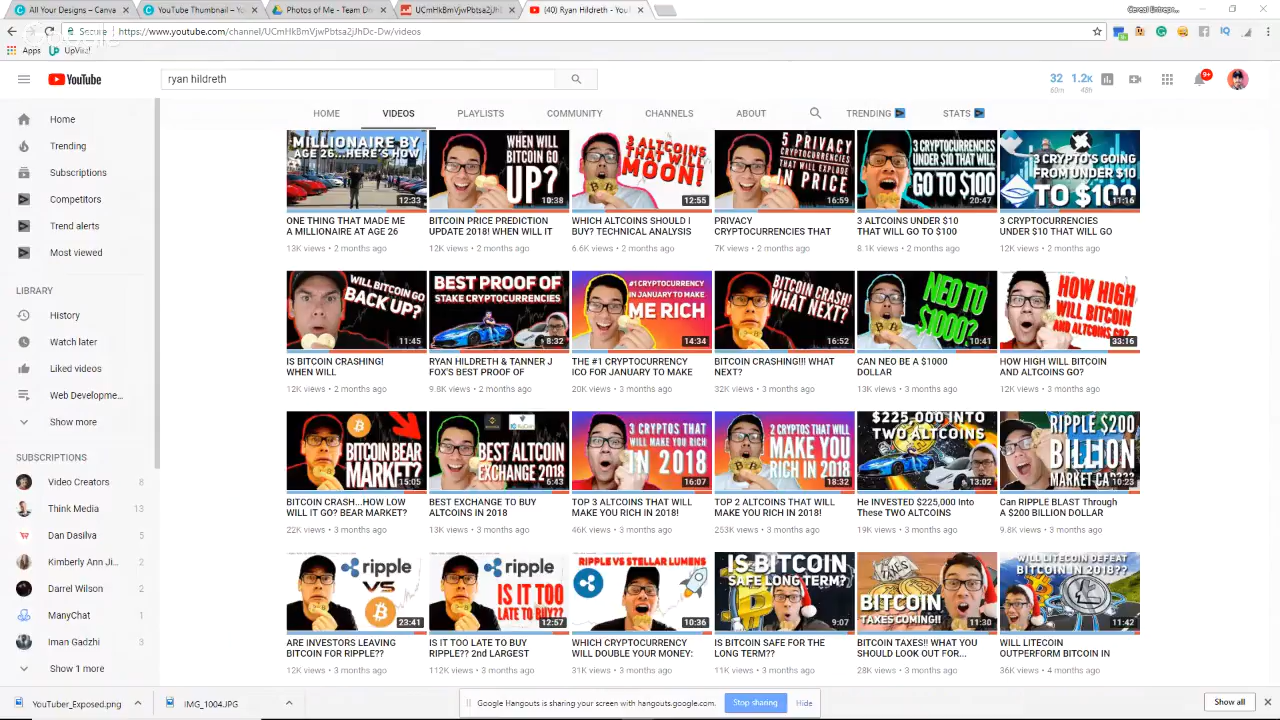 All Your Designs – Canva
YouTube Thumbnail – Yo
Photos of Me - Team Dr
UCmHkBmVjwPbtsa2jJhD
(40) Ryan Hildreth - You
Secure
https://www.youtube.com/channel/UCmHkBmVjwPbtsa2jJhDc-Dw/videos
Apps
UpViral
YouTube
ryan hildreth
32
60m
1.2K
48h
9+
HOME
VIDEOS
PLAYLISTS
COMMUNITY
CHANNELS
ABOUT
TRENDING
STATS
Home
Trending
Subscriptions
Competitors
Trend alerts
Most viewed
LIBRARY
History
Watch later
Liked videos
Web Developme...
Show more
SUBSCRIPTIONS
Video Creators 8
Think Media 13
Dan Dasilva 5
Kimberly Ann Ji... 2
Darrel Wilson 4
ManyChat 1
Iman Gadzhi 3
Show 1 more
MILLIONAIRE BY
AGE 26...HERE'S HOW
12:33
ONE THING THAT MADE ME
A MILLIONAIRE AT AGE 26
13K views • 2 months ago
WHEN WILL
BITCOIN GO
UP?
10:38
BITCOIN PRICE PREDICTION
UPDATE 2018! WHEN WILL IT
12K views • 2 months ago
3 ALTCOINS
THAT WILL
MOON!
12:55
WHICH ALTCOINS SHOULD I
BUY? TECHNICAL ANALYSIS
6.6K views • 2 months ago
5 PRIVACY
CRYPTOCURRENCIES
THAT WILL
EXPLODE
IN PRICE
16:59
PRIVACY
CRYPTOCURRENCIES THAT
7K views • 2 months ago
3 CRYPTOCURRENCIES
UNDER $10 THAT WILL
GO TO $100
20:47
3 ALTCOINS UNDER $10
THAT WILL GO TO $100
8.1K views • 2 months ago
3 CRYPTO'S GOING
FROM UNDER $10
TO $100
11:16
3 CRYPTOCURRENCIES
UNDER $10 THAT WILL GO
12K views • 2 months ago
WILL BITCOIN GO
BACK UP?
11:45
IS BITCOIN CRASHING!
WHEN WILL
12K views • 2 months ago
BEST PROOF OF
STAKE CRYPTOCURRENCIES
8:32
RYAN HILDRETH & TANNER J
FOX'S BEST PROOF OF
9.8K views • 2 months ago
#1 CRYPTOCURRENCY
IN JANUARY TO MAKE
ME RICH
14:34
THE #1 CRYPTOCURRENCY
ICO FOR JANUARY TO MAKE
20K views • 3 months ago
BITCOIN CRASH!
WHAT NEXT?
16:52
BITCOIN CRASH!!! WHAT
NEXT?
32K views • 3 months ago
NEO TO
$1000?
10:41
CAN NEO BE A $1000
DOLLAR
13K views • 3 months ago
HOW HIGH
WILL BITCOIN
AND ALTCOINS GO?
33:16
HOW HIGH WILL BITCOIN
AND ALTCOINS GO?
12K views • 3 months ago
BITCOIN BEAR
MARKET?
15:05
BITCOIN CRASH...HOW LOW
WILL IT GO? BEAR MARKET?
22K views • 3 months ago
BEST ALTCOIN
EXCHANGE 2018
6:43
BEST EXCHANGE TO BUY
ALTCOINS IN 2018
13K views • 3 months ago
3 CRYPTOS THAT
WILL MAKE YOU RICH
IN 2018
16:07
TOP 3 ALTCOINS THAT WILL
MAKE YOU RICH IN 2018!
46K views • 3 months ago
2 CRYPTOS THAT WILL
MAKE YOU
RICH IN 2018
18:32
TOP 2 ALTCOINS THAT WILL
MAKE YOU RICH IN 2018!
253K views • 3 months ago
$225,000 INTO
TWO ALTCOINS
13:02
He INVESTED $225,000 Into
These TWO ALTCOINS
19K views • 3 months ago
RIPPLE $200
BILLION
MARKET CAP???
10:23
Can RIPPLE BLAST Through
A $200 BILLION DOLLAR
9.8K views • 3 months ago
ripple
VS
23:41
ARE INVESTORS LEAVING
BITCOIN FOR RIPPLE??
12K views • 3 months ago
ripple
IS IT TOO
LATE TO BUY??
12:57
IS IT TOO LATE TO BUY
RIPPLE?? 2nd LARGEST
112K views • 3 months ago
RIPPLE VS STELLAR LUMENS
10:36
WHICH CRYPTOCURRENCY
WILL DOUBLE YOUR MONEY:
31K views • 3 months ago
IS BITCOIN
SAFE LONG TERM?
9:07
IS BITCOIN SAFE FOR THE
LONG TERM??
11K views • 3 months ago
TAXES
BITCOIN
TAXES COMING!!
11:30
BITCOIN TAXES!! WHAT YOU
SHOULD LOOK OUT FOR...
28K views • 3 months ago
WILL LITECOIN DEFEAT
BITCOIN IN 2018??
11:42
WILL LITECOIN
OUTPERFORM BITCOIN IN
36K views • 4 months ago
Youpreneur_Exposed.png
IMG_1004.JPG
Google Hangouts is sharing your screen with hangouts.google.com.
Stop sharing
Hide
Show all